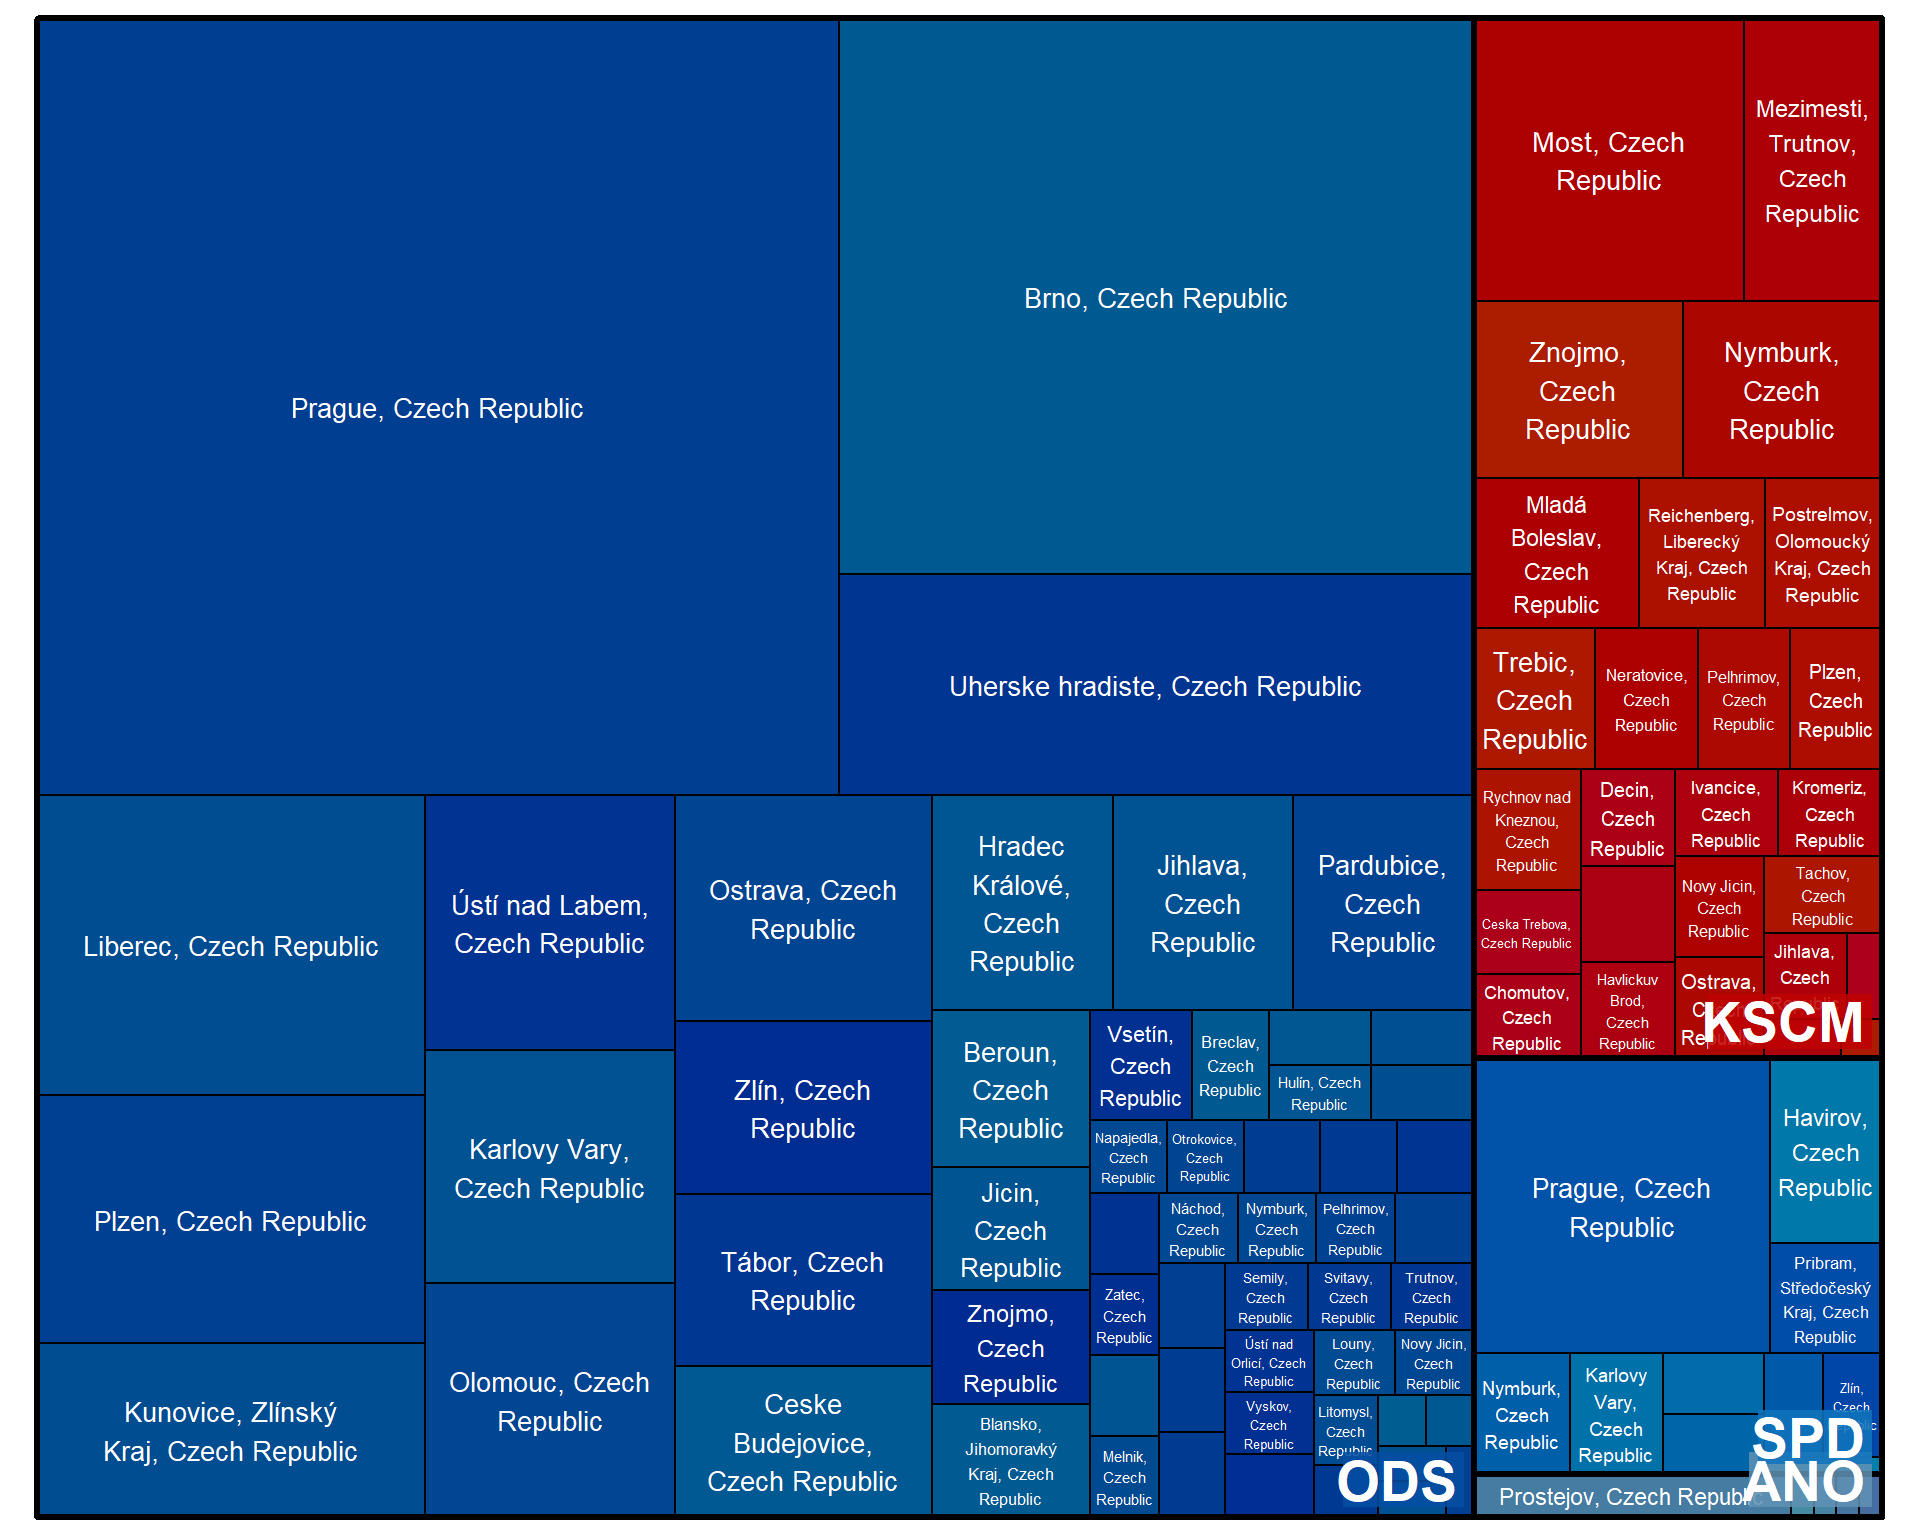 Prague, Czech Republic
Brno, Czech Republic
Uherske hradiste, Czech Republic
Liberec, Czech Republic
Plzen, Czech Republic
Kunovice, Zlínský
Kraj, Czech Republic
Ústí nad Labem,
Czech Republic
Karlovy Vary,
Czech Republic
Olomouc, Czech
Republic
Ostrava, Czech
Republic
Zlín, Czech
Republic
Tábor, Czech
Republic
Ceske
Budejovice,
Czech Republic
Hradec
Králové,
Czech
Republic
Jihlava,
Czech
Republic
Pardubice,
Czech
Republic
Beroun,
Czech
Republic
Jicin,
Czech
Republic
Znojmo,
Czech
Republic
Blansko,
Jihomoravký
Kraj, Czech
Republic
Vsetín,
Czech
Republic
Breclav,
Czech
Republic
Hulín, Czech
Republic
Napajedla,
Czech
Republic
Otrokovice,
Czech
Republic
Náchod,
Czech
Republic
Nymburk,
Czech
Republic
Pelhrimov,
Czech
Republic
Zatec,
Czech
Republic
Semily,
Czech
Republic
Svitavy,
Czech
Republic
Trutnov,
Czech
Republic
Ústí nad
Orlicí, Czech
Republic
Louny,
Czech
Republic
Novy Jicin,
Czech
Republic
Vyskov,
Czech
Republic
Litomysl,
Czech
Republic
Melnik,
Czech
Republic
ODS
Most, Czech
Republic
Mezimesti,
Trutnov,
Czech
Republic
Znojmo,
Czech
Republic
Nymburk,
Czech
Republic
Mladá
Boleslav,
Czech
Republic
Reichenberg,
Liberecký
Kraj, Czech
Republic
Postrelmov,
Olomoucký
Kraj, Czech
Republic
Trebic,
Czech
Republic
Neratovice,
Czech
Republic
Pelhrimov,
Czech
Republic
Plzen,
Czech
Republic
Rychnov nad
Kneznou,
Czech
Republic
Decin,
Czech
Republic
Ivancice,
Czech
Republic
Kromeriz,
Czech
Republic
Ceska Trebova,
Czech Republic
Novy Jicin,
Czech
Republic
Tachov,
Czech
Republic
Chomutov,
Czech
Republic
Havlickuv
Brod,
Czech
Republic
Ostrava,
Jihlava,
Czech
Republic
KSCM
Prague, Czech
Republic
Havirov,
Czech
Republic
Pribram,
Středočeský
Kraj, Czech
Republic
Nymburk,
Czech
Republic
Karlovy
Vary,
Czech
Republic
Zlín,
Czech
SPD
Prostejov, Czech Republic
ANO